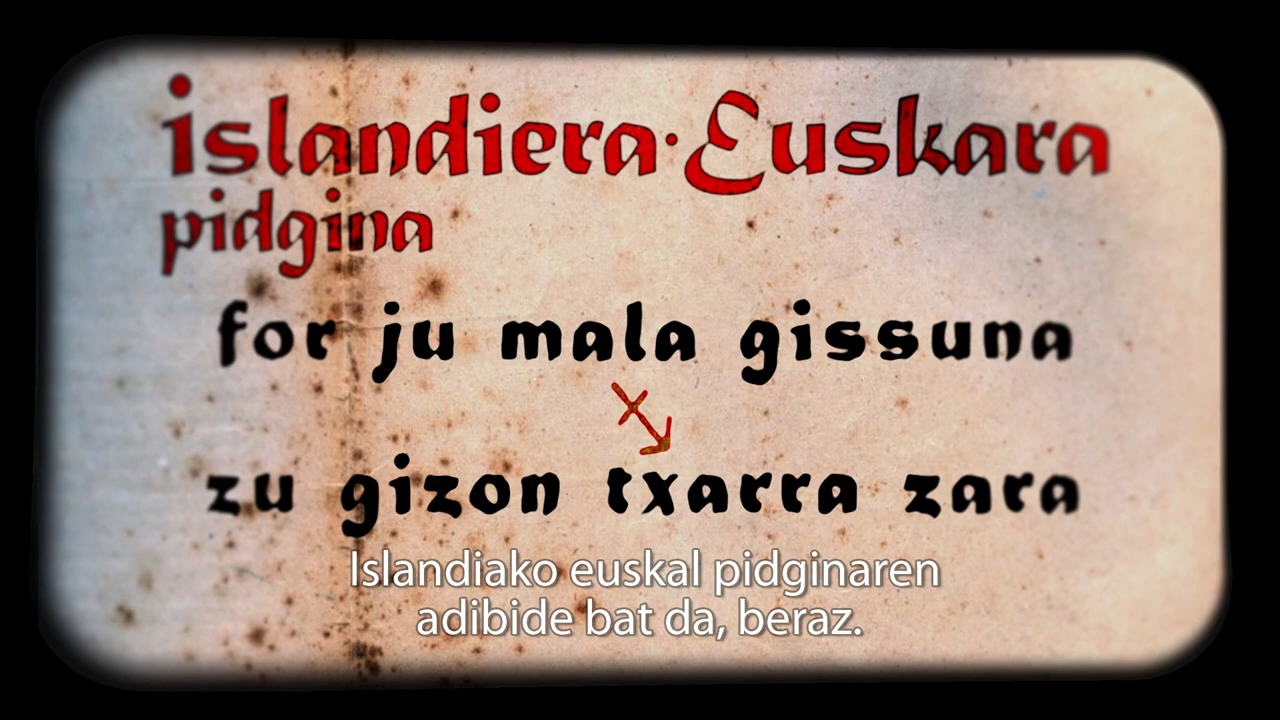 islandiera·Euskara
pidgina
for ju mala gissuna
zu gizon txarra zara
Islandiako euskal pidginaren
adibide bat da, beraz.